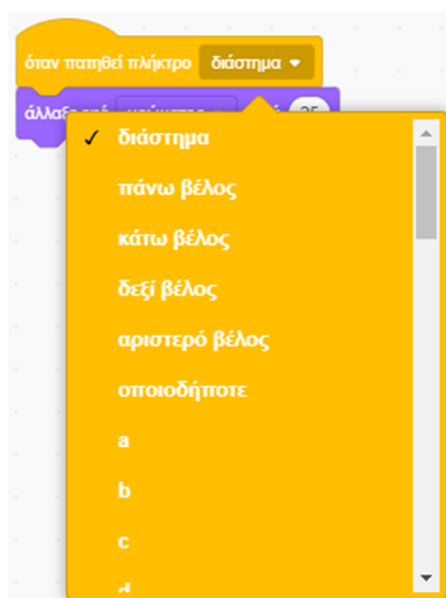 όταν πατηθεί πλήκτρο διάστημα
διάστημα
πάνω βέλος
κάτω βέλος
δεξί βέλος
αριστερό βέλος
οποιοδήποτε
a
b
c
d